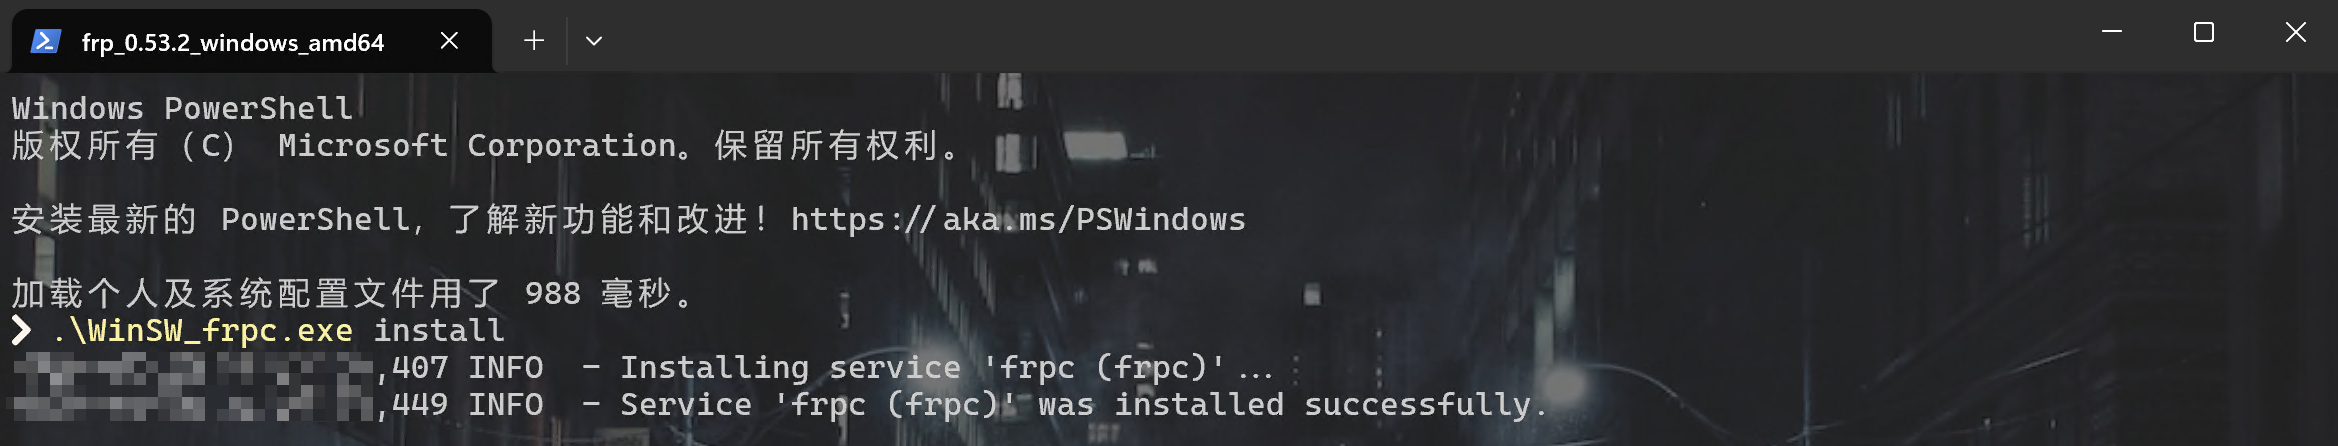 frp_0.53.2_windows_amd64
Windows PowerShell
版权所有 (C)  Microsoft Corporation。保留所有权利。
安装最新的 PowerShell，了解新功能和改进！https://aka.ms/PSWindows
加载个人及系统配置文件用了 988 毫秒。
❯ .\WinSW_frpc.exe install
,407 INFO  - Installing service 'frpc (frpc)'...
,449 INFO  - Service 'frpc (frpc)' was installed successfully.